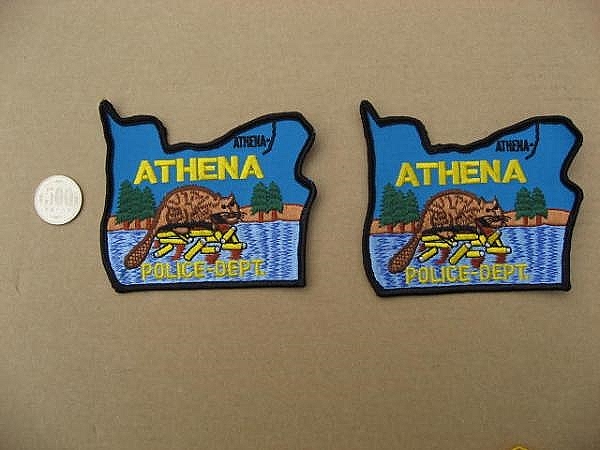 500
ATHENA-
ATHENA
POLICE-DEPT.
ATHENA-
ATHENA
POLICE-DEPT.